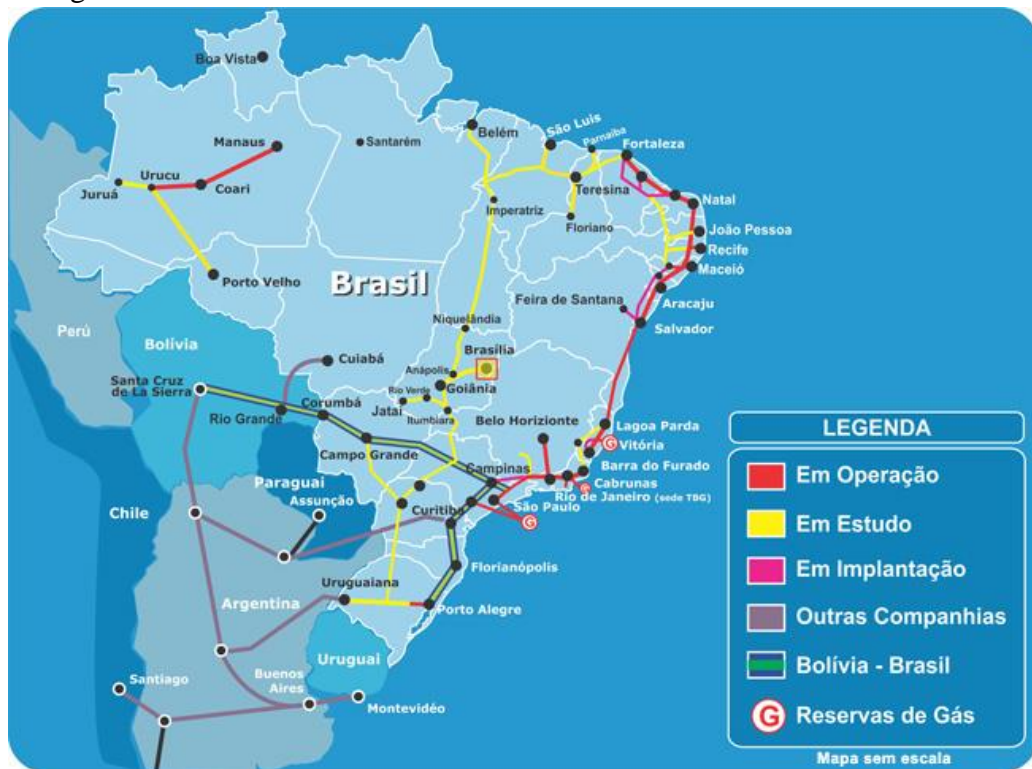 Boa Vista
São Luis
Parnaíba
Belém
Fortaleza
Manaus
Santarém
Urucu
Teresina
Juruá
Coari
Natal
Imperatriz
Floriano
João Pessoa
Recife
Maceió
Porto Velho
Brasil
Feira de Santana
Aracaju
Niquelândia
Salvador
Perú
Bolívia
Brasília
Cuiabá
Anápolis
Santa Cruz
de La Sierra
Goiânia
Rio Verde
Rio Grande
Corumbá
Jataí
Itumbiara
Belo Horizionte
Lagoa Parda
G
Vitória
Campo Grande
Campinas
Barra do Furado
Cabrunas
G
Paraguai
Assunção
Rio de Janeiro (sede TBG)
São Paulo
Chile
Curitiba
G
Florianópolis
Uruguaiana
Argentina
Porto Alegre
Uruguai
Buenos
Aires
Santiago
Montevidéo
LEGENDA
Em Operação
Em Estudo
Em Implantação
Outras Companhias
Bolívia - Brasil
G Reservas de Gás
Mapa sem escala